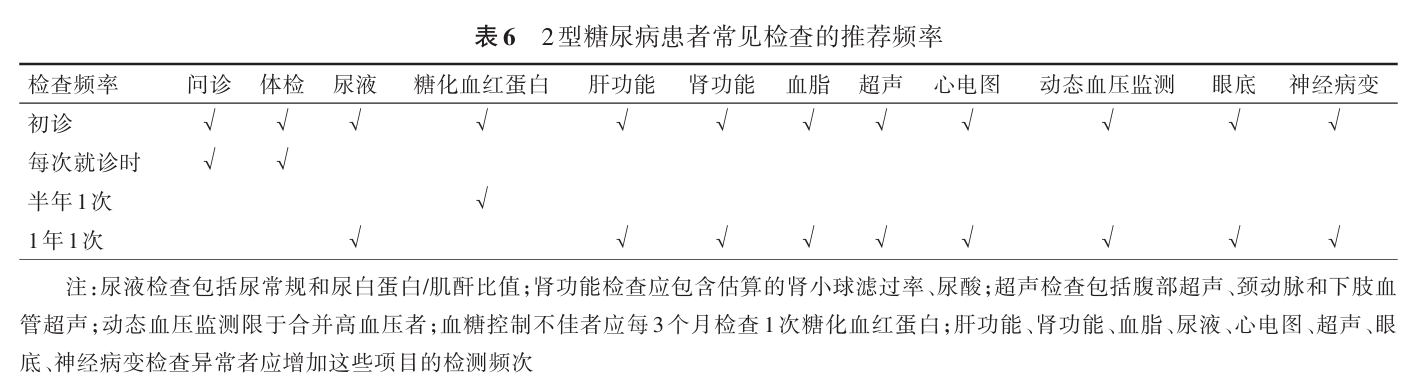 表6 2型糖尿病患者常见检查的推荐频率
检查频率 问诊 体检 尿液 糖化血红蛋白 肝功能 肾功能 血脂 超声 心电图 动态血压监测 眼底 神经病变
初诊 √ √ √ √ √ √ √ √ √ √ √ √
每次就诊时 √ √
半年1次 √
1年1次 √ √ √ √ √ √ √ √ √
注:尿液检查包括尿常规和尿白蛋白/肌酐比值;肾功能检查应包含估算的肾小球滤过率、尿酸;超声检查包括腹部超声、颈动脉和下肢血
管超声;动态血压监测限于合并高血压者;血糖控制不佳者应每3个月检查1次糖化血红蛋白;肝功能、肾功能、血脂、尿液、心电图、超声、眼
底、神经病变检查异常者应增加这些项目的检测频次